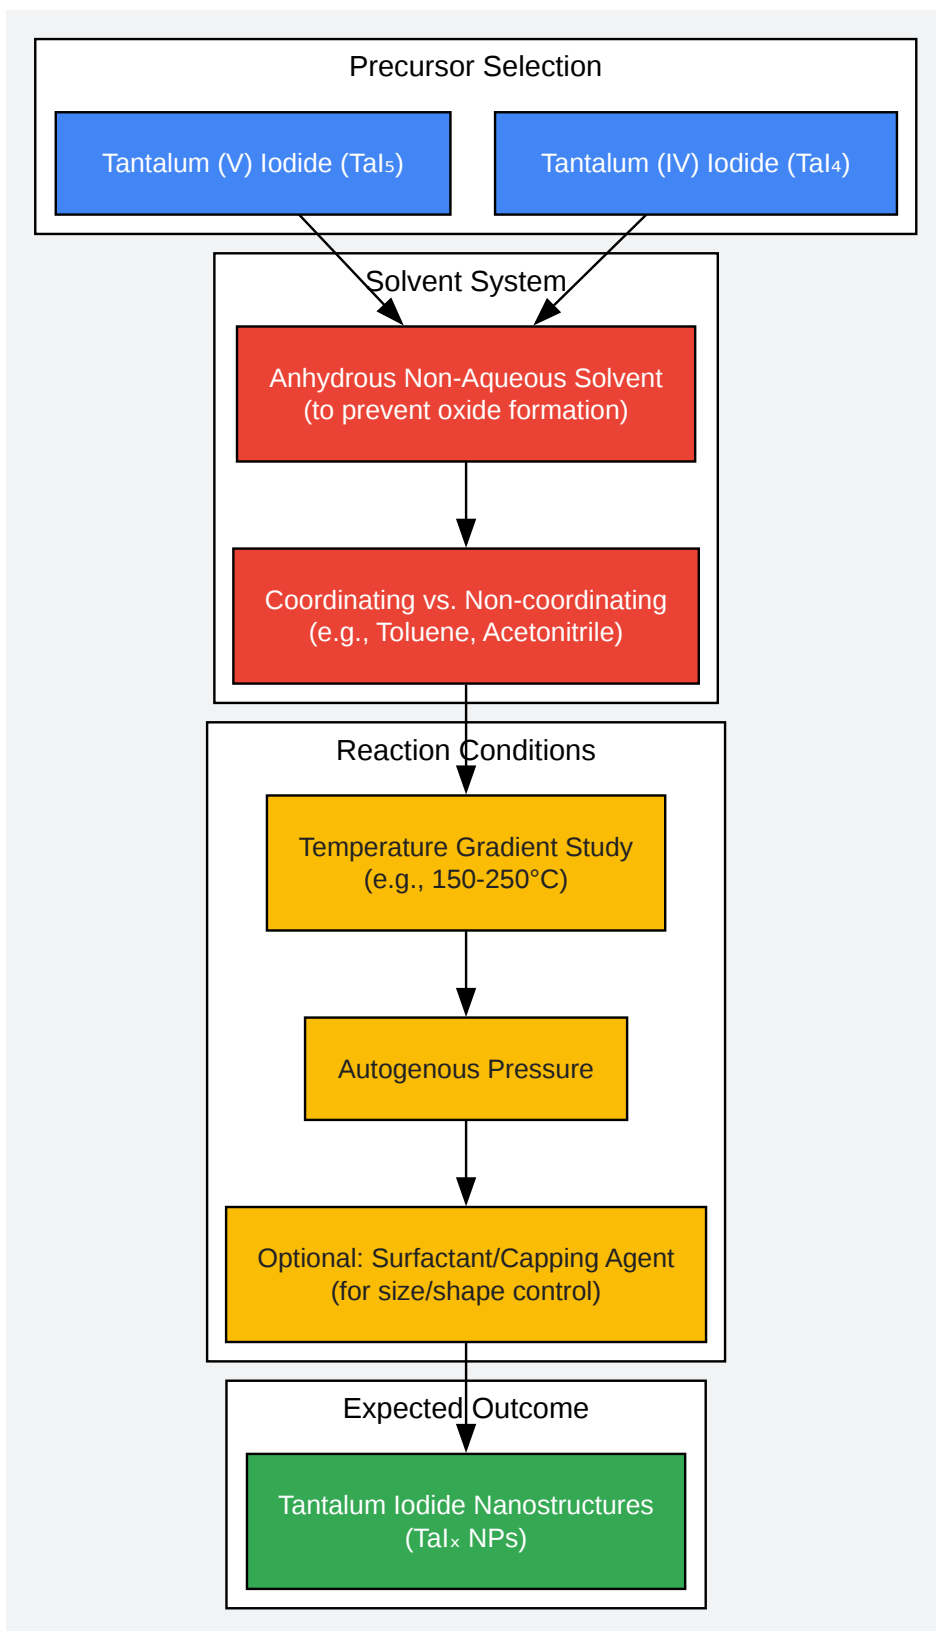 Precursor Selection
Tantalum (V) Iodide (TaI₅)
Tantalum (IV) Iodide (TaI₄)
Solvent System
Anhydrous Non-Aqueous Solvent
(to prevent oxide formation)
Coordinating vs. Non-coordinating
(e.g., Toluene, Acetonitrile)
Reaction Conditions
Temperature Gradient Study
(e.g., 150-250°C)
Autogenous Pressure
Optional: Surfactant/Capping Agent
(for size/shape control)
Expected Outcome
Tantalum Iodide Nanostructures
(TaIₓ NPs)